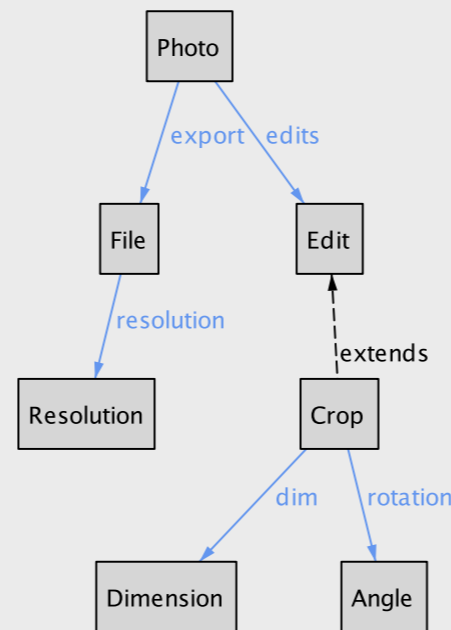 Photo
export edits
File
Edit
resolution
extends
Resolution
Crop
dim
rotation
Dimension
Angle